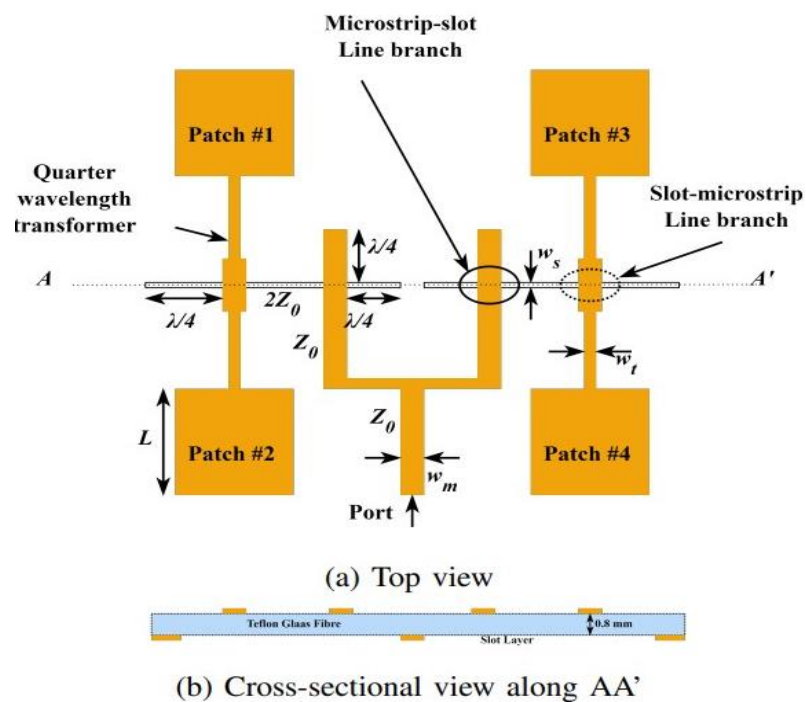 Microstrip-slot
Line branch
Patch #1
Patch #3
Quarter
wavelength
transformer
Slot-microstrip
Line branch
λ/4
w_s
A
A'
2Z_0
λ/4
λ/4
Z_0
w_t
Z_0
L
Patch #2
Patch #4
w_m
Port
(a) Top view
Teflon Glaas Fibre
0.8 mm
Slot Layer
(b) Cross-sectional view along AA'